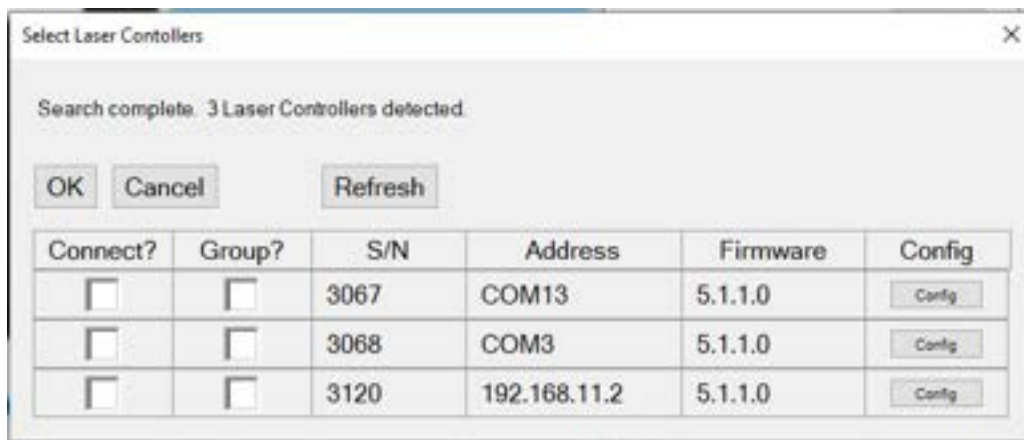 Select Laser Contollers
Search complete. 3 Laser Controllers detected.
OK Cancel Refresh
Connect? Group? S/N Address Firmware Config
3067 COM13 5.1.1.0 Config
3068 COM3 5.1.1.0 Config
3120 192.168.11.2 5.1.1.0 Config